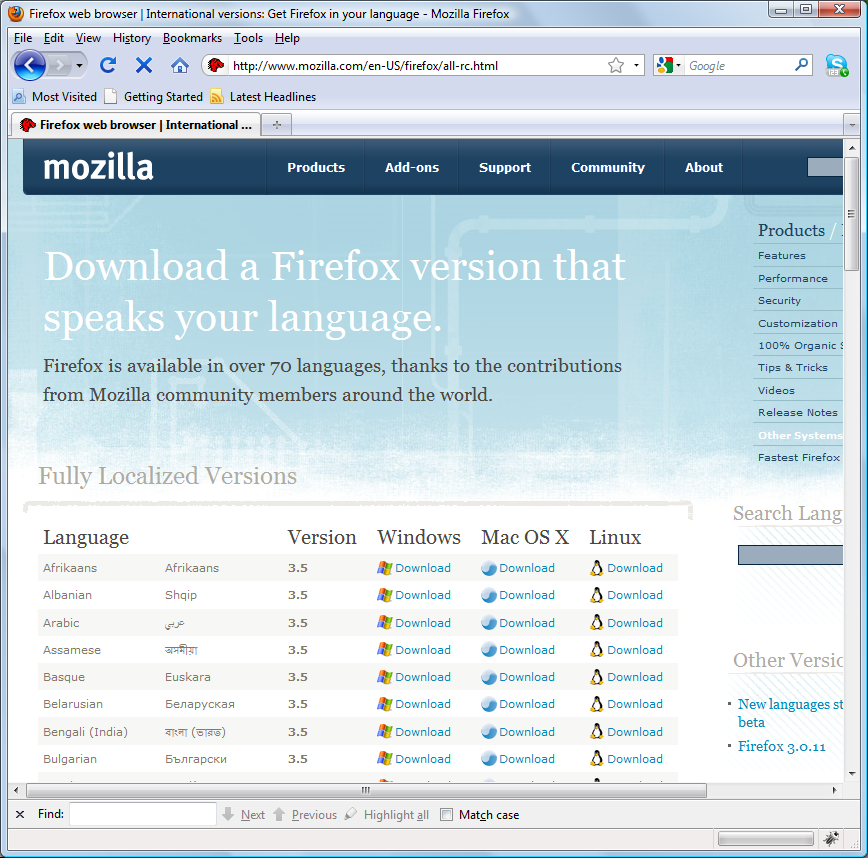 Firefox web browser | International versions: Get Firefox in your language - Mozilla Firefox
File Edit View History Bookmarks Tools Help
http://www.mozilla.com/en-US/firefox/all-rc.html Google
Most Visited Getting Started Latest Headlines
Firefox web browser | International ...
mozilla Products Add-ons Support Community About
Products /
Download a Firefox version that
speaks your language.
Firefox is available in over 70 languages, thanks to the contributions
from Mozilla community members around the world.
Features
Performance
Security
Customization
100% Organic S
Tips & Tricks
Videos
Release Notes
Other Systems
Fastest Firefox
Fully Localized Versions
Language Version Windows Mac OS X Linux
Afrikaans Afrikaans 3.5 Download Download Download
Albanian Shqip 3.5 Download Download Download
Arabic عربي 3.5 Download Download Download
Assamese অসমীয়া 3.5 Download Download Download
Basque Euskara 3.5 Download Download Download
Belarusian Беларуская 3.5 Download Download Download
Bengali (India) বাংলা (ভারত) 3.5 Download Download Download
Bulgarian Български 3.5 Download Download Download
Search Lang
Other Versio
New languages st
beta
Firefox 3.0.11
Find: Next Previous Highlight all Match case